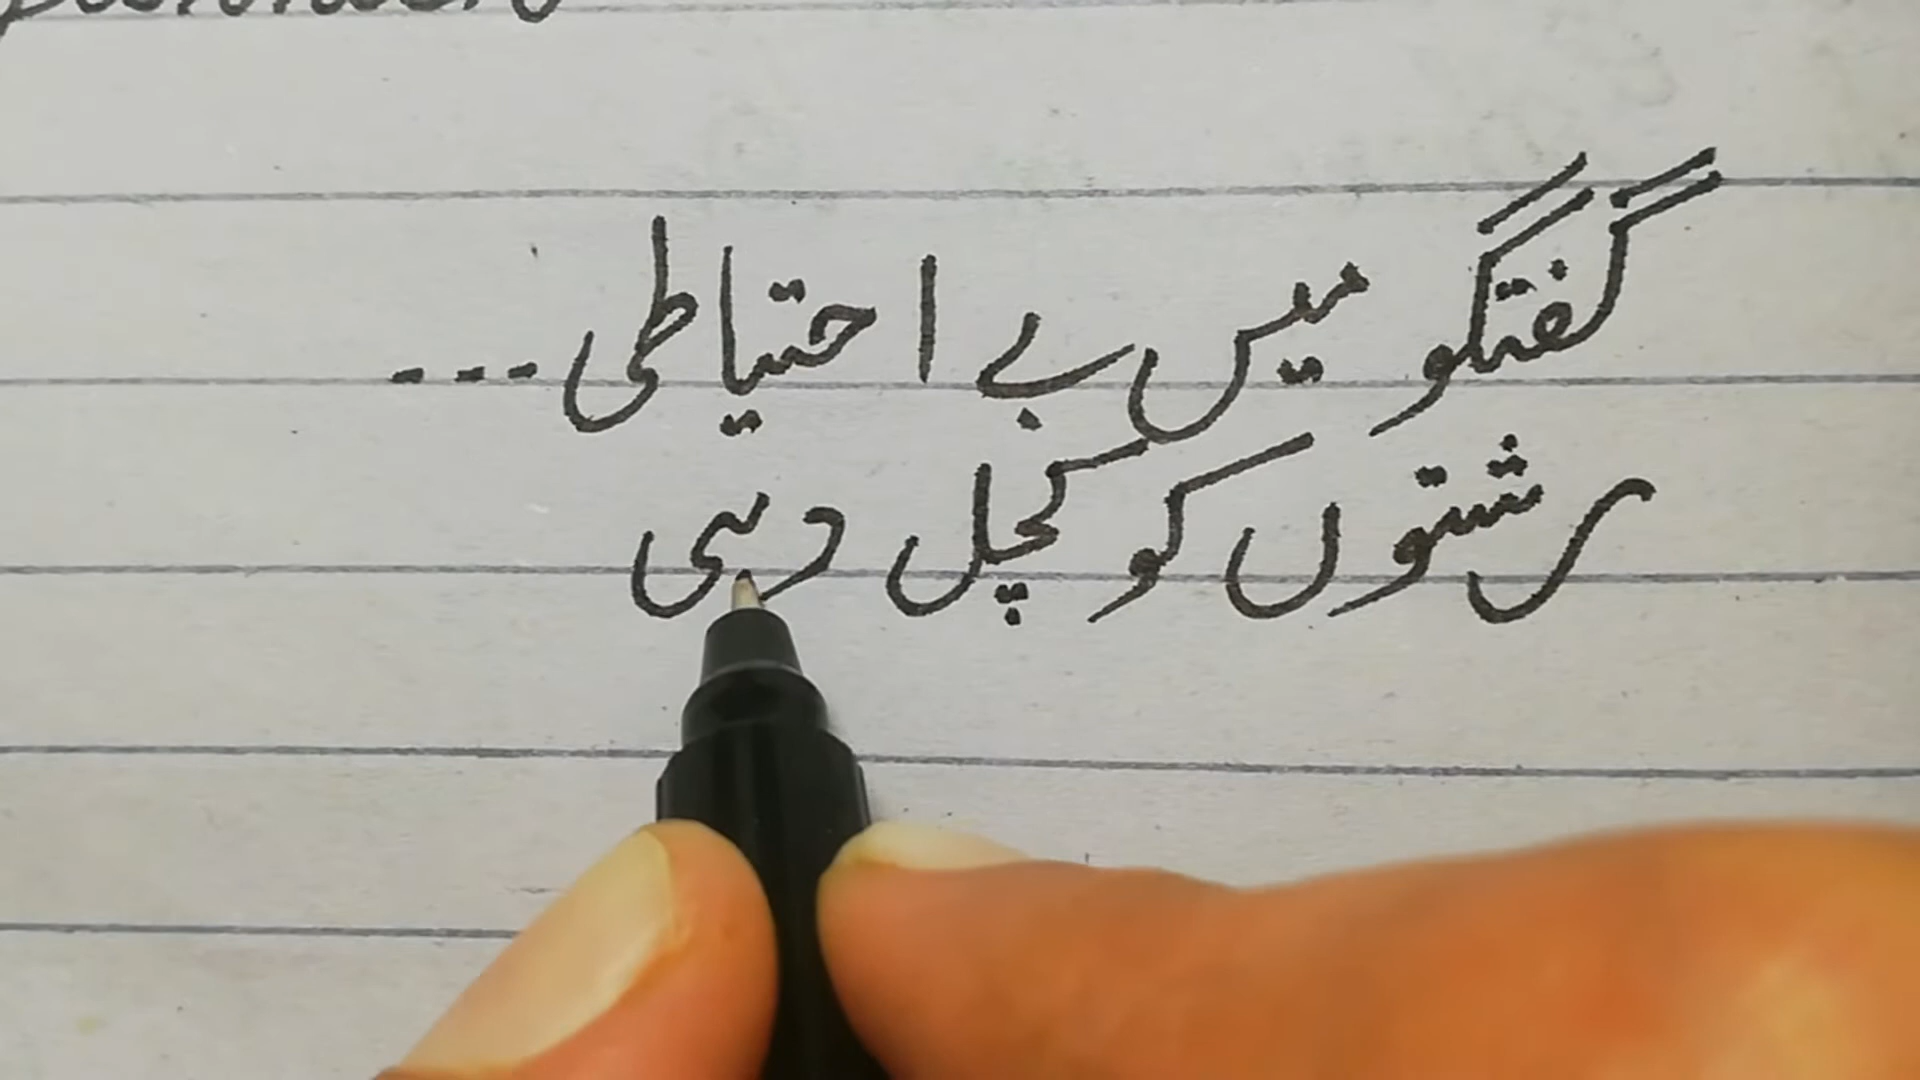 گفتگو میں بے احتیاطی...
رشتوں کو کچل دیتی